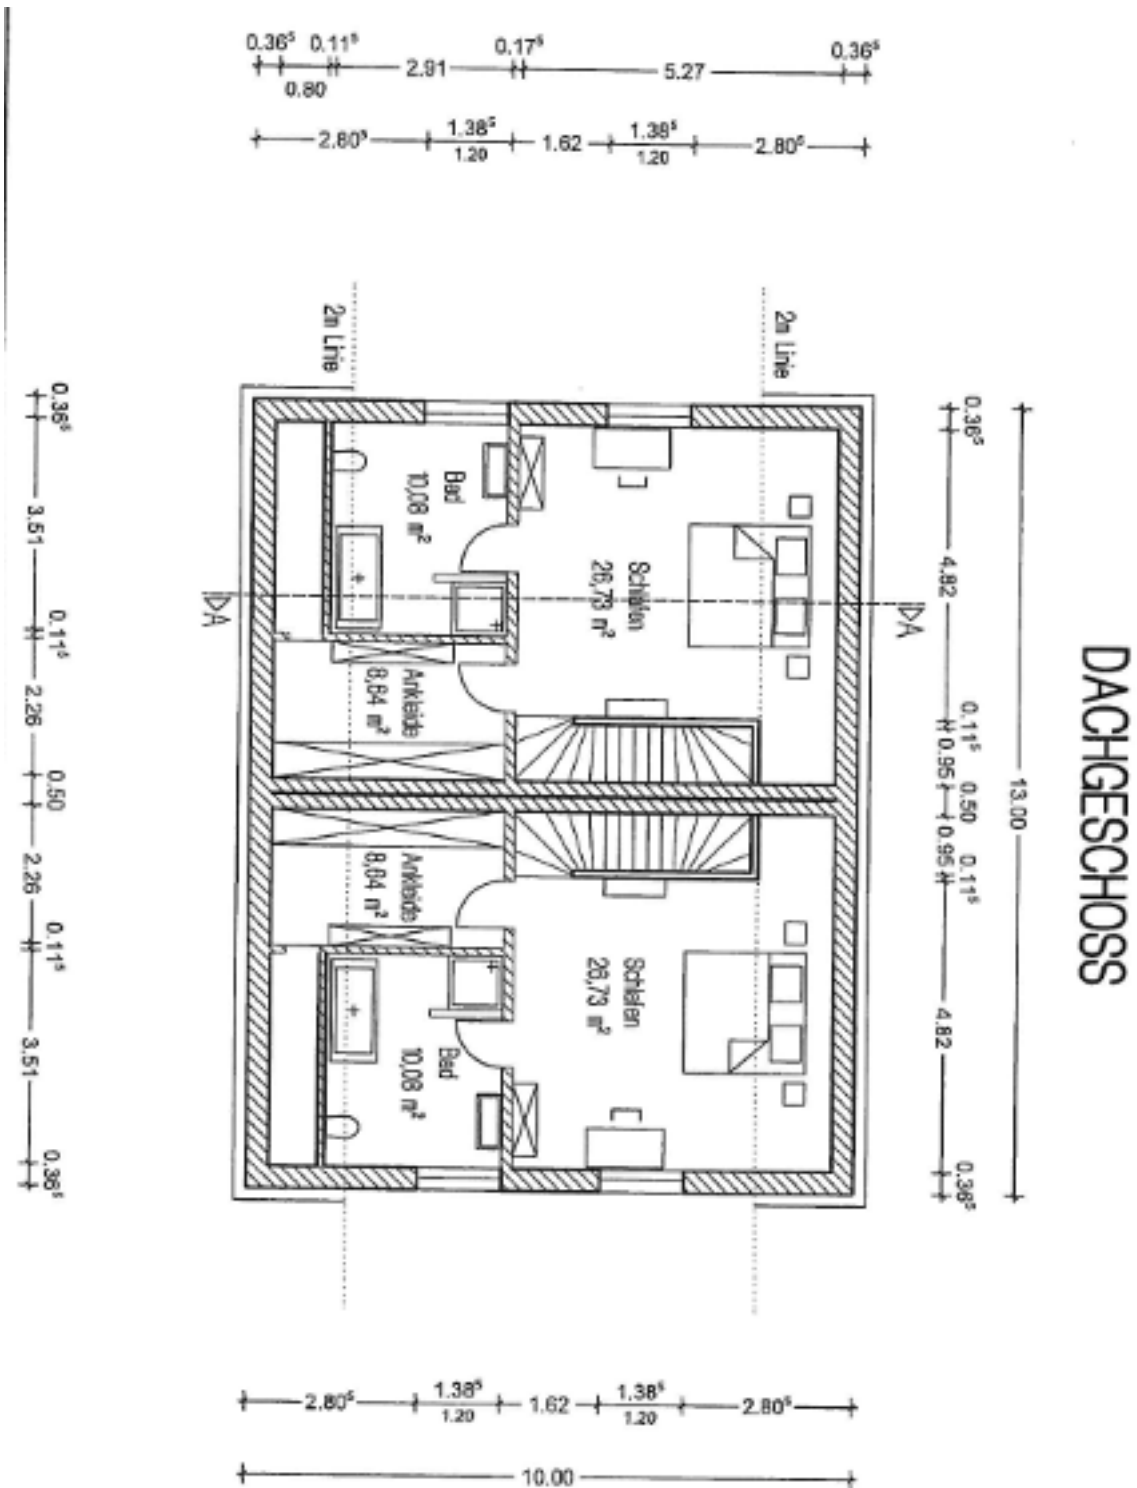 DACHGESCHOSS
0.36⁵ 0.11⁵ 0.17⁵ 0.36⁵
2.91 5.27
0.80
2.80⁵ 1.38⁵ 1.62 1.38⁵ 2.80⁵
1.20 1.20
2m Linie
2m Linie
0.36⁵ 4.82 0.11⁵ 0.95 0.50 0.95 0.11⁵ 4.82 0.36⁵
13.00
Schlafen
26,73 m²
Bad
10,08 m²
Ankleide
8,64 m²
A
A
Schlafen
26,73 m²
Ankleide
8,64 m²
Bad
10,08 m²
0.36⁵ 3.51 0.11⁵ 2.26 0.50 2.26 0.11⁵ 3.51 0.36⁵
2.80⁵ 1.38⁵ 1.62 1.38⁵ 2.80⁵
1.20 1.20
10.00